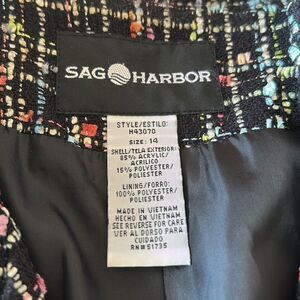 SAG HARBOR
STYLE/ESTILO:
H43070
SIZE: 14
SHELL/TELA EXTERIOR
85% ACRYLIC/
ACRILICO
15% POLYESTER/
POLIESTER
LINING/FORRO:
100% POLYESTER/
POLIESTER
MADE IN VIETNAM
HECHO EN VIETNAM
SEE REVERSE FOR CARE
VER AL DORSO PARA
CUIDADO
RN#51735